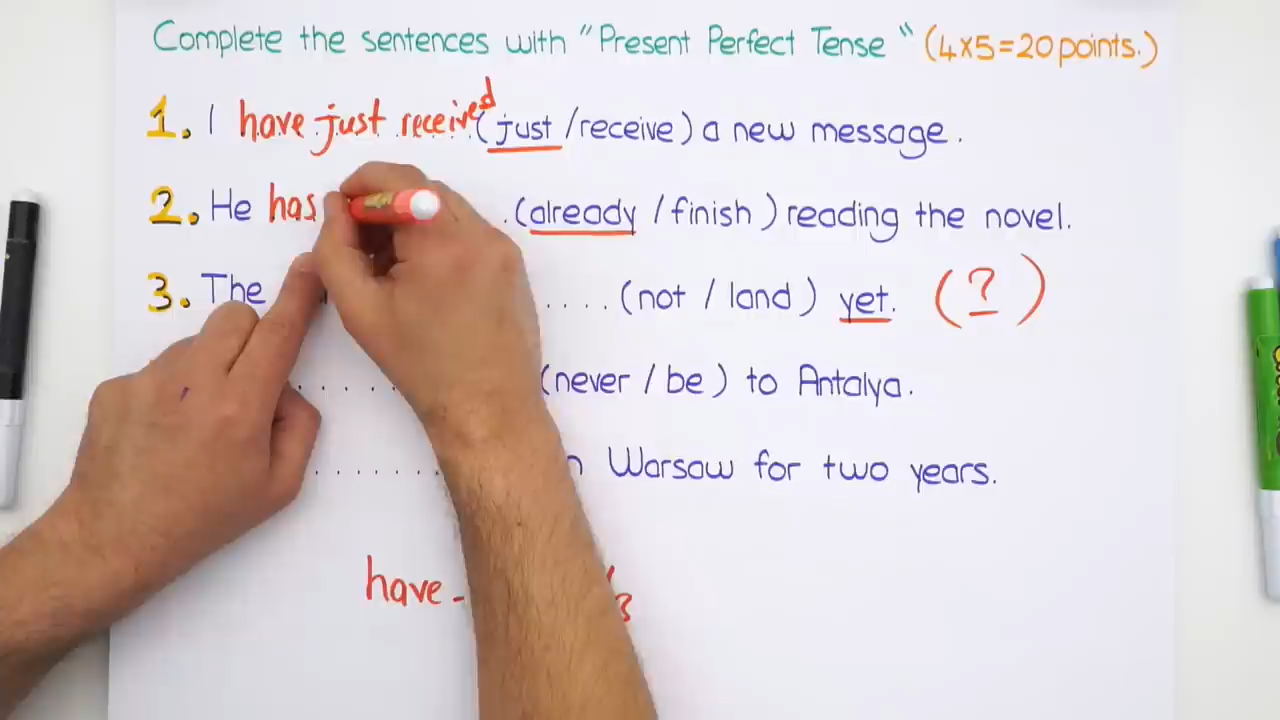 Complete the sentences with "Present Perfect Tense" (4x5=20 points.)
1. I have just received (just / receive) a new message.
2. He has . (already / finish) reading the novel.
3. The .... (not / land) yet. (?)
..... (never / be) to Antalya.
..... Warsaw for two years.
have -